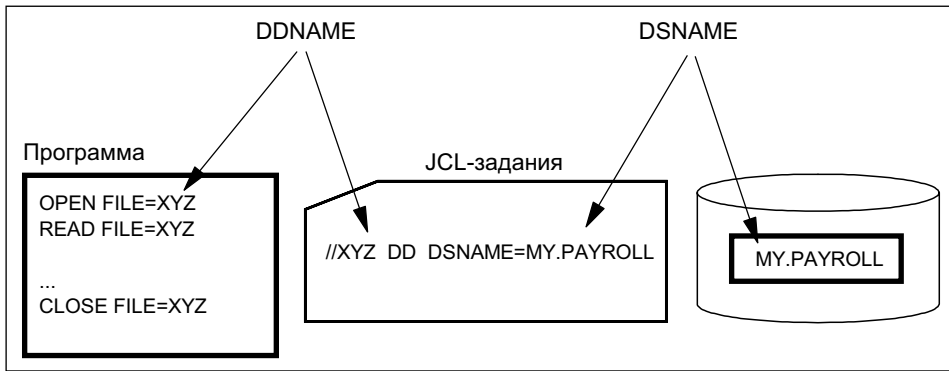 DDNAME
DSNAME
Программа
OPEN FILE=XYZ
READ FILE=XYZ
...
CLOSE FILE=XYZ
JCL-задания
//XYZ DD DSNAME=MY.PAYROLL
MY.PAYROLL